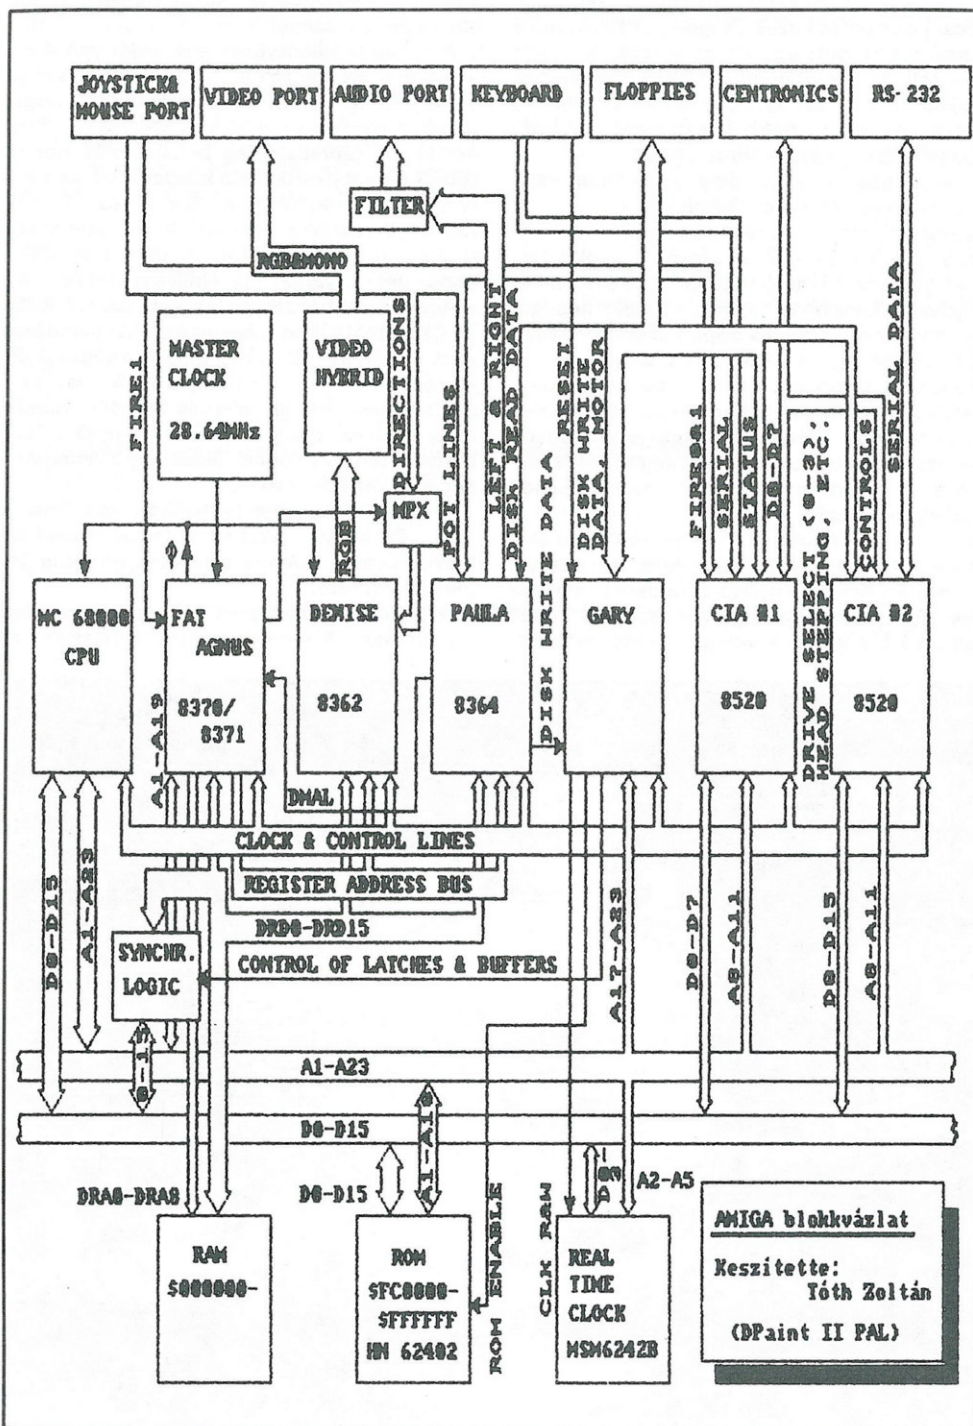 JOYSTICK&
MOUSE PORT
VIDEO PORT
AUDIO PORT
KEYBOARD
FLOPPIES
CENTRONICS
RS-232
FILTER
RGB&MONO
MASTER
CLOCK
28.64MHz
VIDEO
HYBRID
FIRE1
DIRECTIONS
POT LINES
LEFT & RIGHT
DISK READ DATA
DISK WRITE DATA
RESET
DISK WRITE
DATA, MOTOR
FIRE0&1
SERIAL
STATUS
D0-D7
DRIVE SELECT (0-3)
HEAD STEPPING, ETC.
CONTROLS
SERIAL DATA
MPX
RGB
MC 68000
CPU
FAT
AGNUS
8370/
8371
DENISE
8362
PAULA
8364
GARY
CIA #1
8520
CIA #2
8520
A1-A19
DMAL
CLOCK & CONTROL LINES
REGISTER ADDRESS BUS
DRD0-DRD15
CONTROL OF LATCHES & BUFFERS
SYNCHR.
LOGIC
D0-D15
A1-A23
A17-A23
D0-D7
A8-A11
D8-D15
A8-A11
A1-A23
D0-D15
DRA0-DRA8
D0-D15
A1-A18
ROM ENABLE
CLK R&W
A2-A5
RAM
$000000-
ROM
$FC0000-
$FFFFFF
HN 62402
REAL
TIME
CLOCK
MSM6242B
AMIGA blokkvázlat
Keszitette:
Tóth Zoltán
(DPaint II PAL)